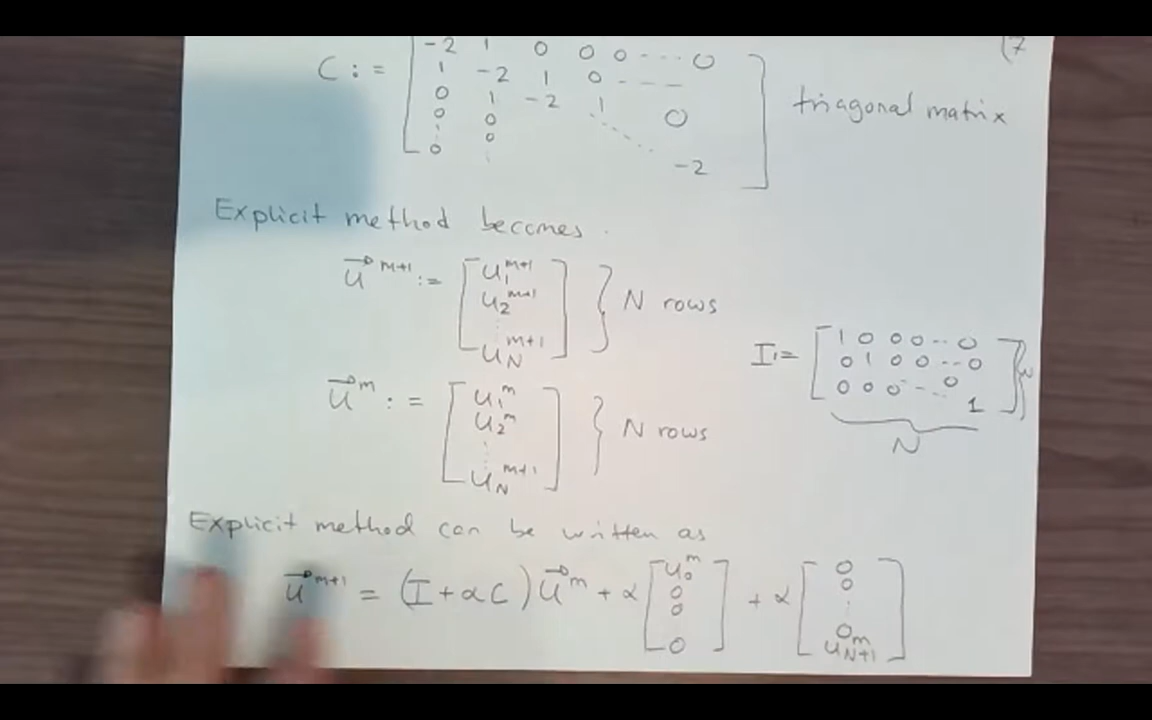 (7
C := [ -2 1 0 0 0 --- 0
1 -2 1 0 ----
0 1 -2 1 0
0 0
0 0
-2 ] triagonal matrix
Explicit method becomes.
u⃗^{m+1} := [ u_1^{m+1}
u_2^{m+1}
⋮
u_N^{m+1} ] } N rows
I := [ 1 0 0 0 -- 0
0 1 0 0 -- 0
0 0 0 -- 0
1 ] } N
N
u⃗^m := [ u_1^m
u_2^m
⋮
u_N^{m+1} ] } N rows
Explicit method can be written as
u⃗^{m+1} = (I + αC) u⃗^m + α [ u_0^m 0 0 0 ] + α [ 0 0 ⋮ 0 u_{N+1}^m ]